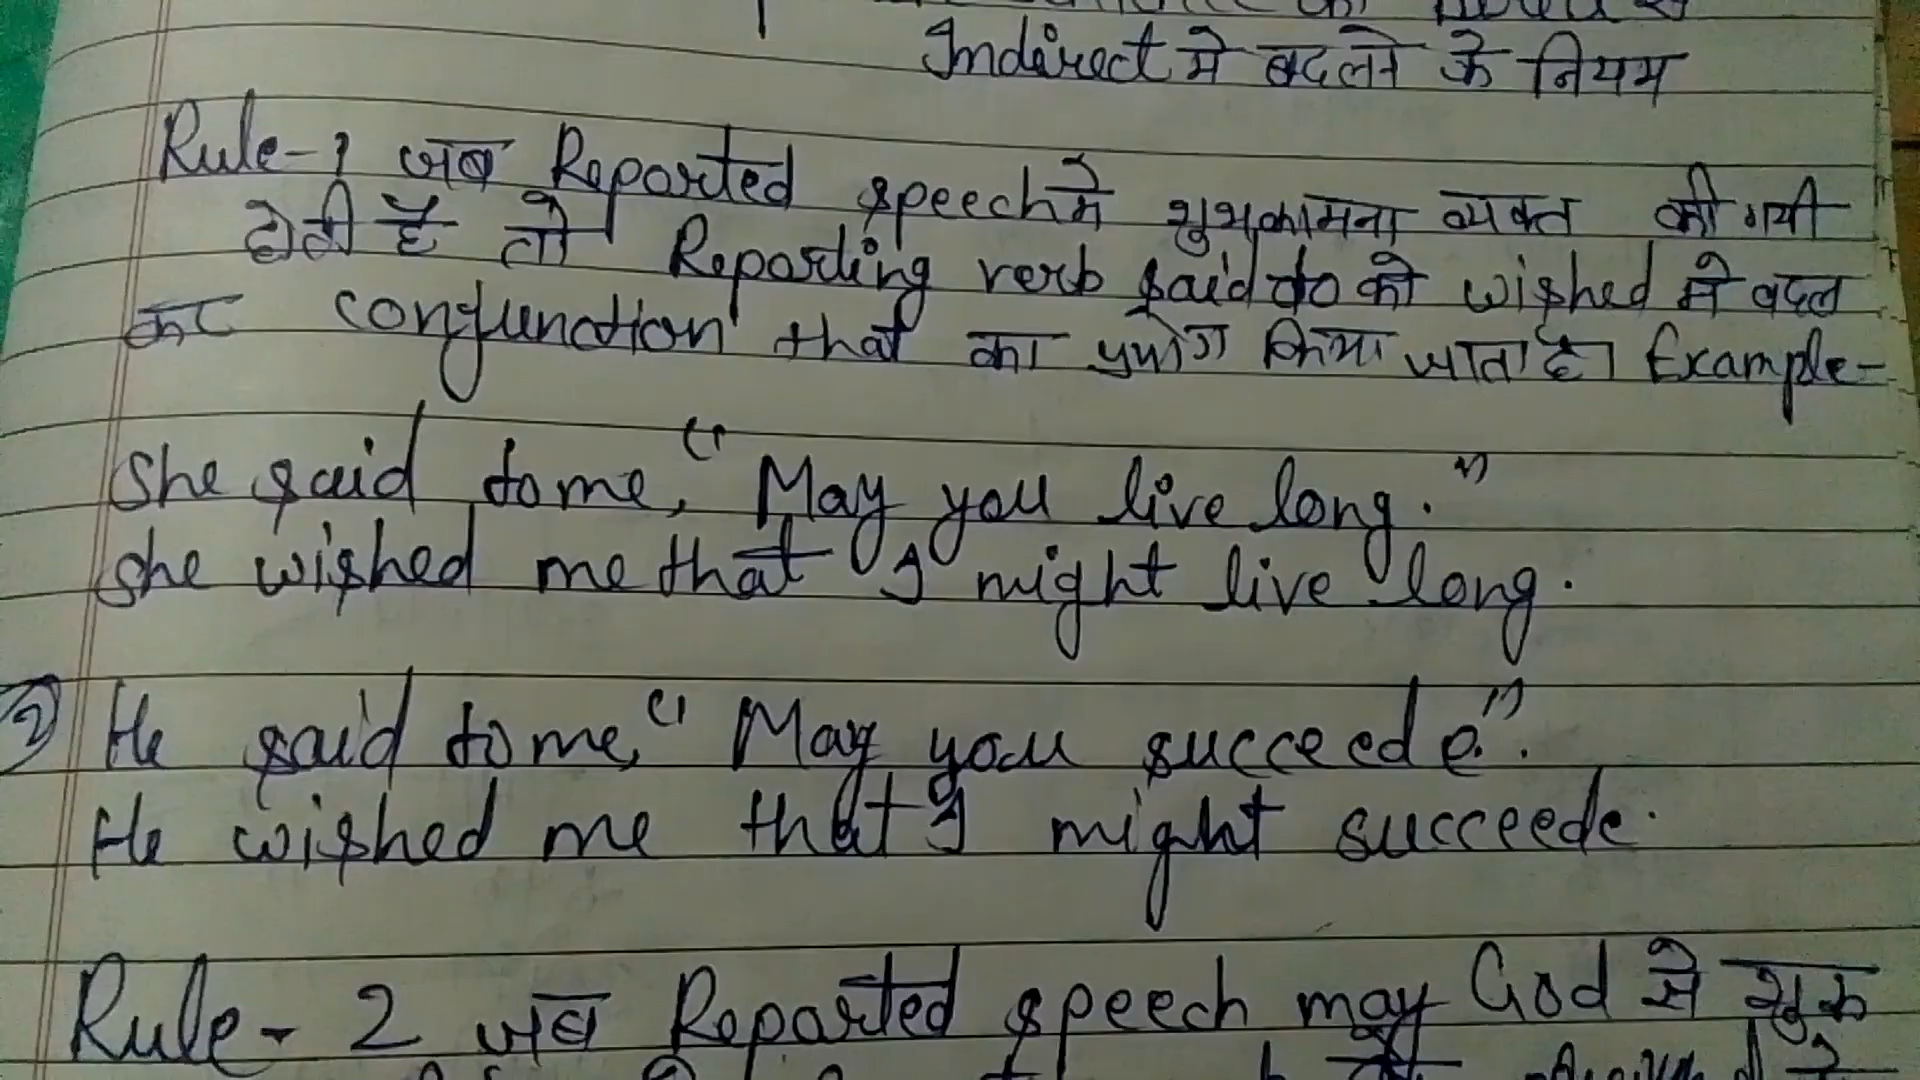 Indirect मे बदलने के नियम
Rule-1 जब Reported speech मे शुभकामना व्यक्त की गयी
होती है तो Reporting verb said to को wished मे बदल
कर conjunction that का प्रयोग किया जाता है। Example-
She said to me, "May you live long."
She wished me that I might live long.
2) He said to me, "May you succeede.".
He wished me that I might succeede.
Rule - 2 जब Reported speech may God से शुरू